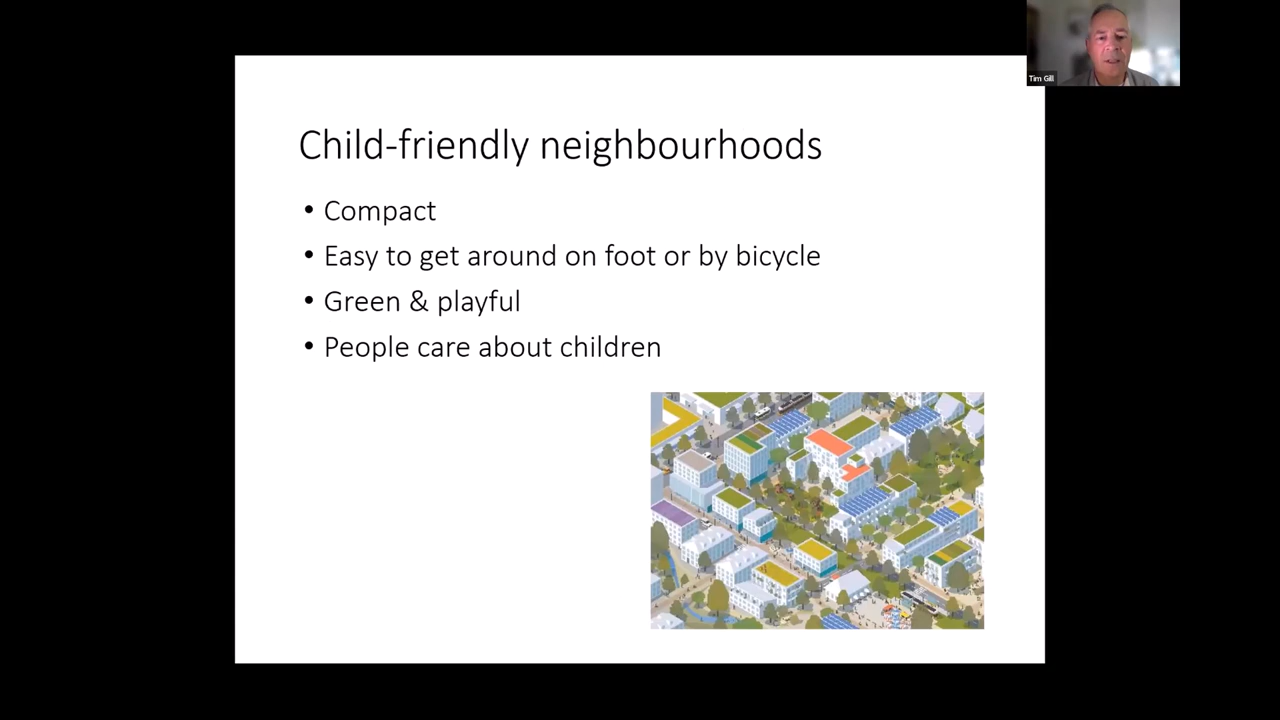 Tim Gill
Child-friendly neighbourhoods
• Compact
• Easy to get around on foot or by bicycle
• Green & playful
• People care about children